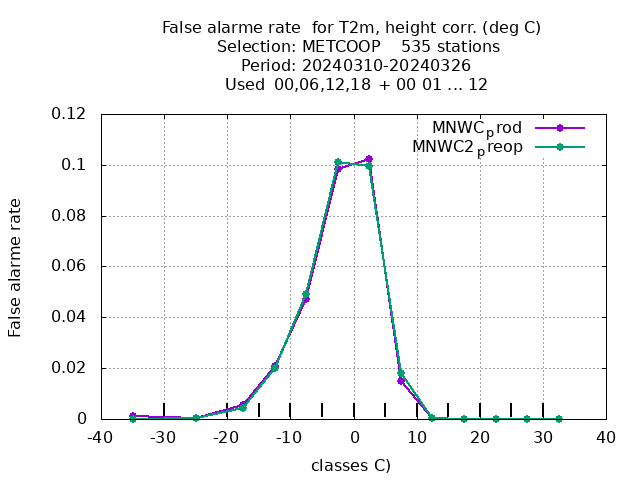 False alarme rate  for T2m, height corr. (deg C)
Selection: METCOOP    535 stations
Period: 20240310-20240326
Used  00,06,12,18  + 00 01 ... 12
MNWC_prod
MNWC2_preop
0.12
0.1
0.08
0.06
0.04
0.02
0
False alarme rate
-40 -30 -20 -10 0 10 20 30 40
classes C)